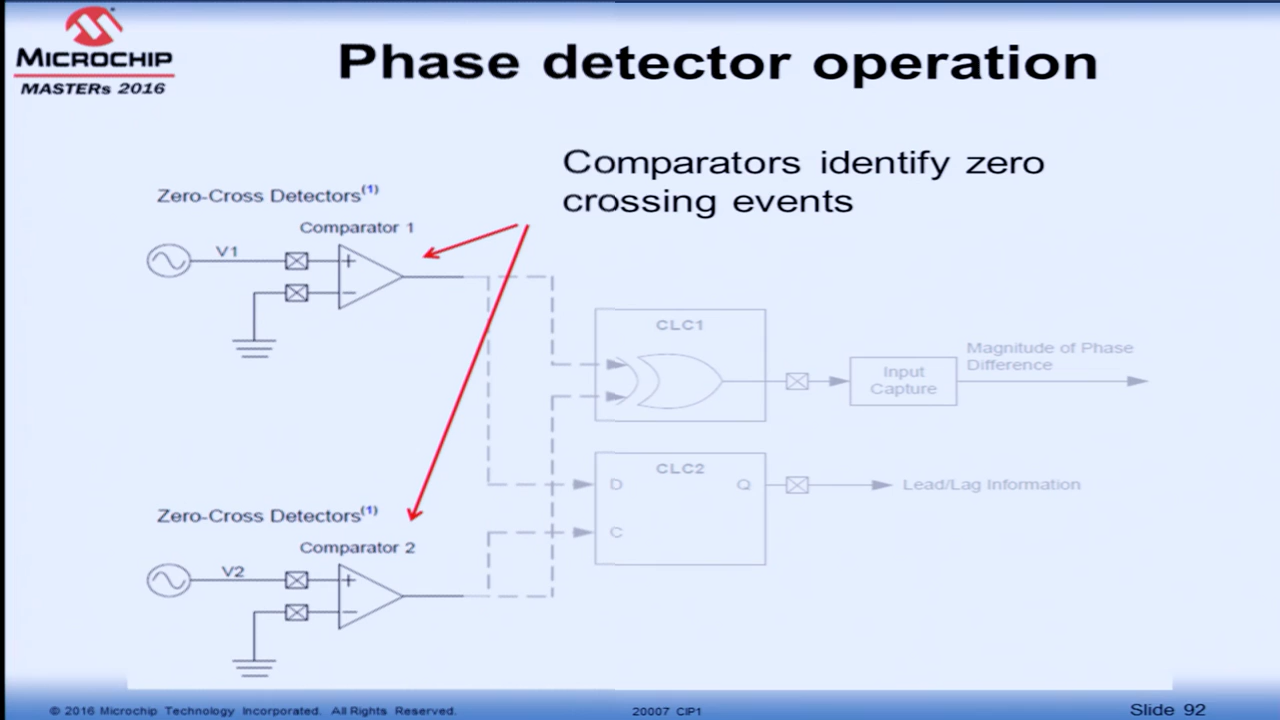 MICROCHIP
MASTERs 2016
Phase detector operation
Comparators identify zero
crossing events
Zero-Cross Detectors(1)
Comparator 1
V1
+
−
CLC1
Input
Capture
Magnitude of Phase
Difference
CLC2
D
Q
C
Lead/Lag Information
Zero-Cross Detectors(1)
Comparator 2
V2
+
−
© 2016 Microchip Technology Incorporated. All Rights Reserved.
20007 CIP1
Slide 92